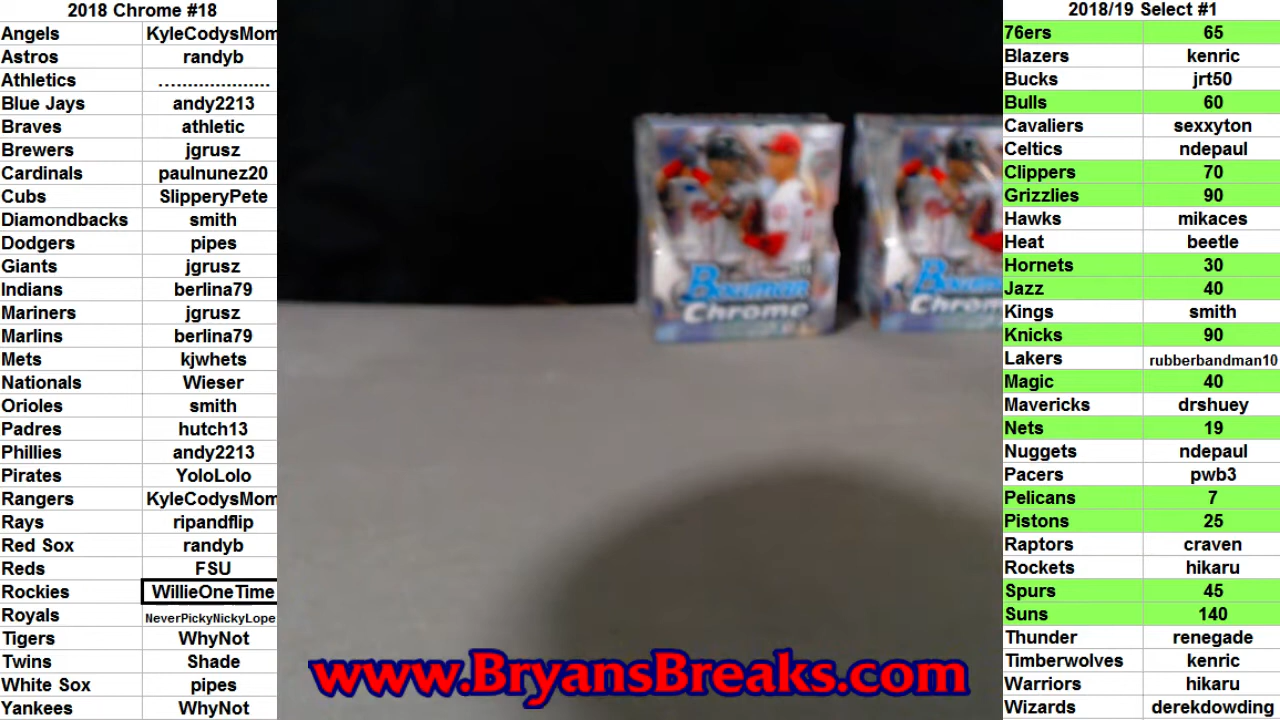 2018 Chrome #18
Angels KyleCodysMom
Astros randyb
Athletics ....................
Blue Jays andy2213
Braves athletic
Brewers jgrusz
Cardinals paulnunez20
Cubs SlipperyPete
Diamondbacks smith
Dodgers pipes
Giants jgrusz
Indians berlina79
Mariners jgrusz
Marlins berlina79
Mets kjwhets
Nationals Wieser
Orioles smith
Padres hutch13
Phillies andy2213
Pirates YoloLolo
Rangers KyleCodysMom
Rays ripandflip
Red Sox randyb
Reds FSU
Rockies WillieOneTime
Royals NeverPickyNickyLope
Tigers WhyNot
Twins Shade
White Sox pipes
Yankees WhyNot
Bowman
Chrome
Bowman
Chrome
www.BryansBreaks.com
2018/19 Select #1
76ers 65
Blazers kenric
Bucks jrt50
Bulls 60
Cavaliers sexxyton
Celtics ndepaul
Clippers 70
Grizzlies 90
Hawks mikaces
Heat beetle
Hornets 30
Jazz 40
Kings smith
Knicks 90
Lakers rubberbandman10
Magic 40
Mavericks drshuey
Nets 19
Nuggets ndepaul
Pacers pwb3
Pelicans 7
Pistons 25
Raptors craven
Rockets hikaru
Spurs 45
Suns 140
Thunder renegade
Timberwolves kenric
Warriors hikaru
Wizards derekdowding